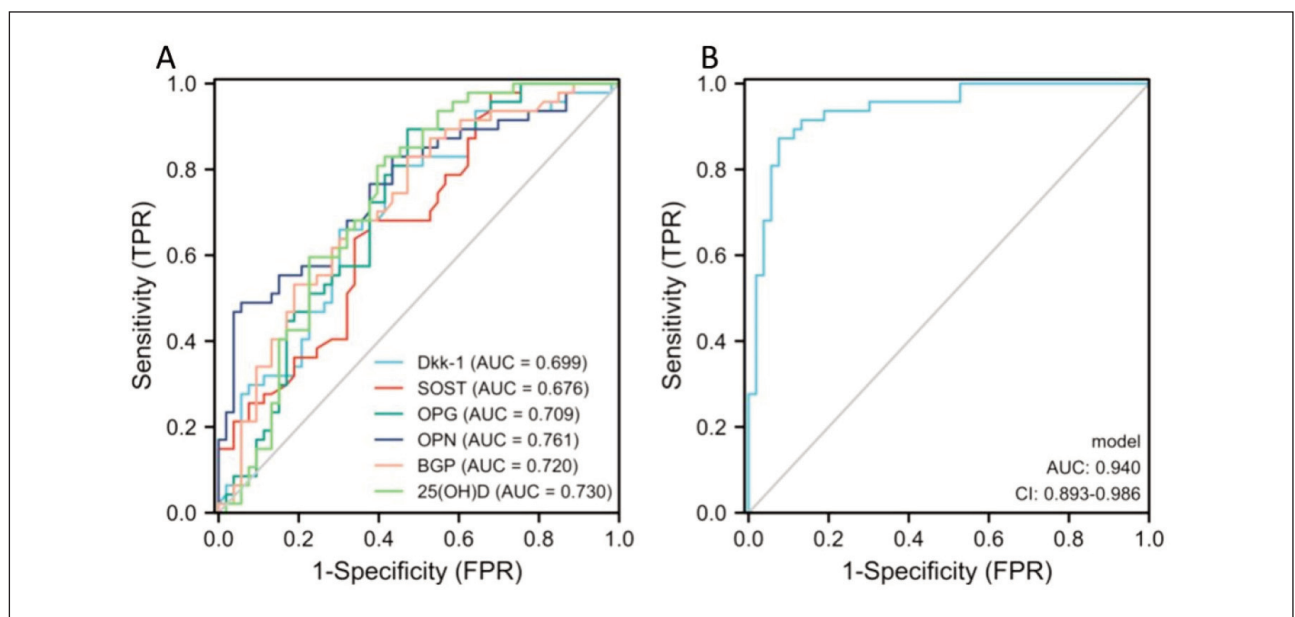 A
1.0
0.8
0.6
0.4
0.2
0.0
Sensitivity (TPR)
Dkk-1 (AUC = 0.699)
SOST (AUC = 0.676)
OPG (AUC = 0.709)
OPN (AUC = 0.761)
BGP (AUC = 0.720)
25(OH)D (AUC = 0.730)
0.0 0.2 0.4 0.6 0.8 1.0
1-Specificity (FPR)
B
1.0
0.8
0.6
0.4
0.2
0.0
Sensitivity (TPR)
model
AUC: 0.940
CI: 0.893-0.986
0.0 0.2 0.4 0.6 0.8 1.0
1-Specificity (FPR)